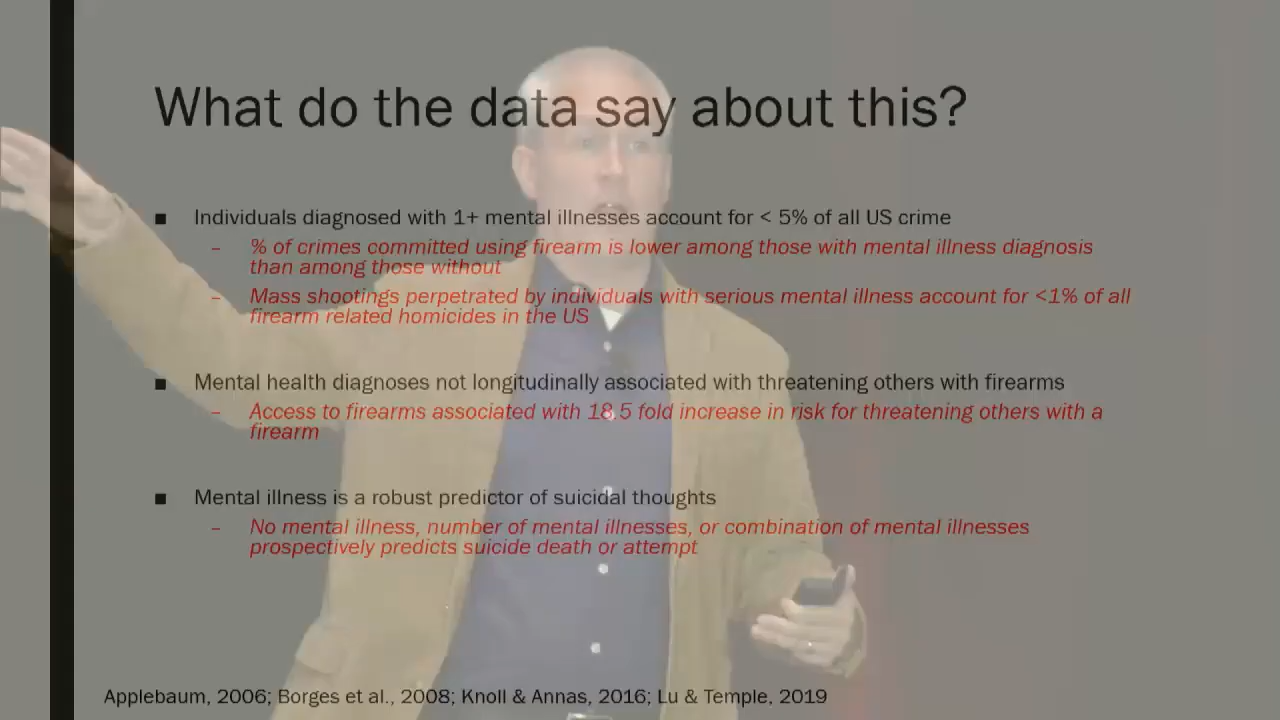 What do the data say about this?
■ Individuals diagnosed with 1+ mental illnesses account for < 5% of all US crime
– % of crimes committed using firearm is lower among those with mental illness diagnosis
than among those without
– Mass shootings perpetrated by individuals with serious mental illness account for <1% of all
firearm related homicides in the US
■ Mental health diagnoses not longitudinally associated with threatening others with firearms
– Access to firearms associated with 18.5 fold increase in risk for threatening others with a
firearm
■ Mental illness is a robust predictor of suicidal thoughts
– No mental illness, number of mental illnesses, or combination of mental illnesses
prospectively predicts suicide death or attempt
Applebaum, 2006; Borges et al., 2008; Knoll & Annas, 2016; Lu & Temple, 2019